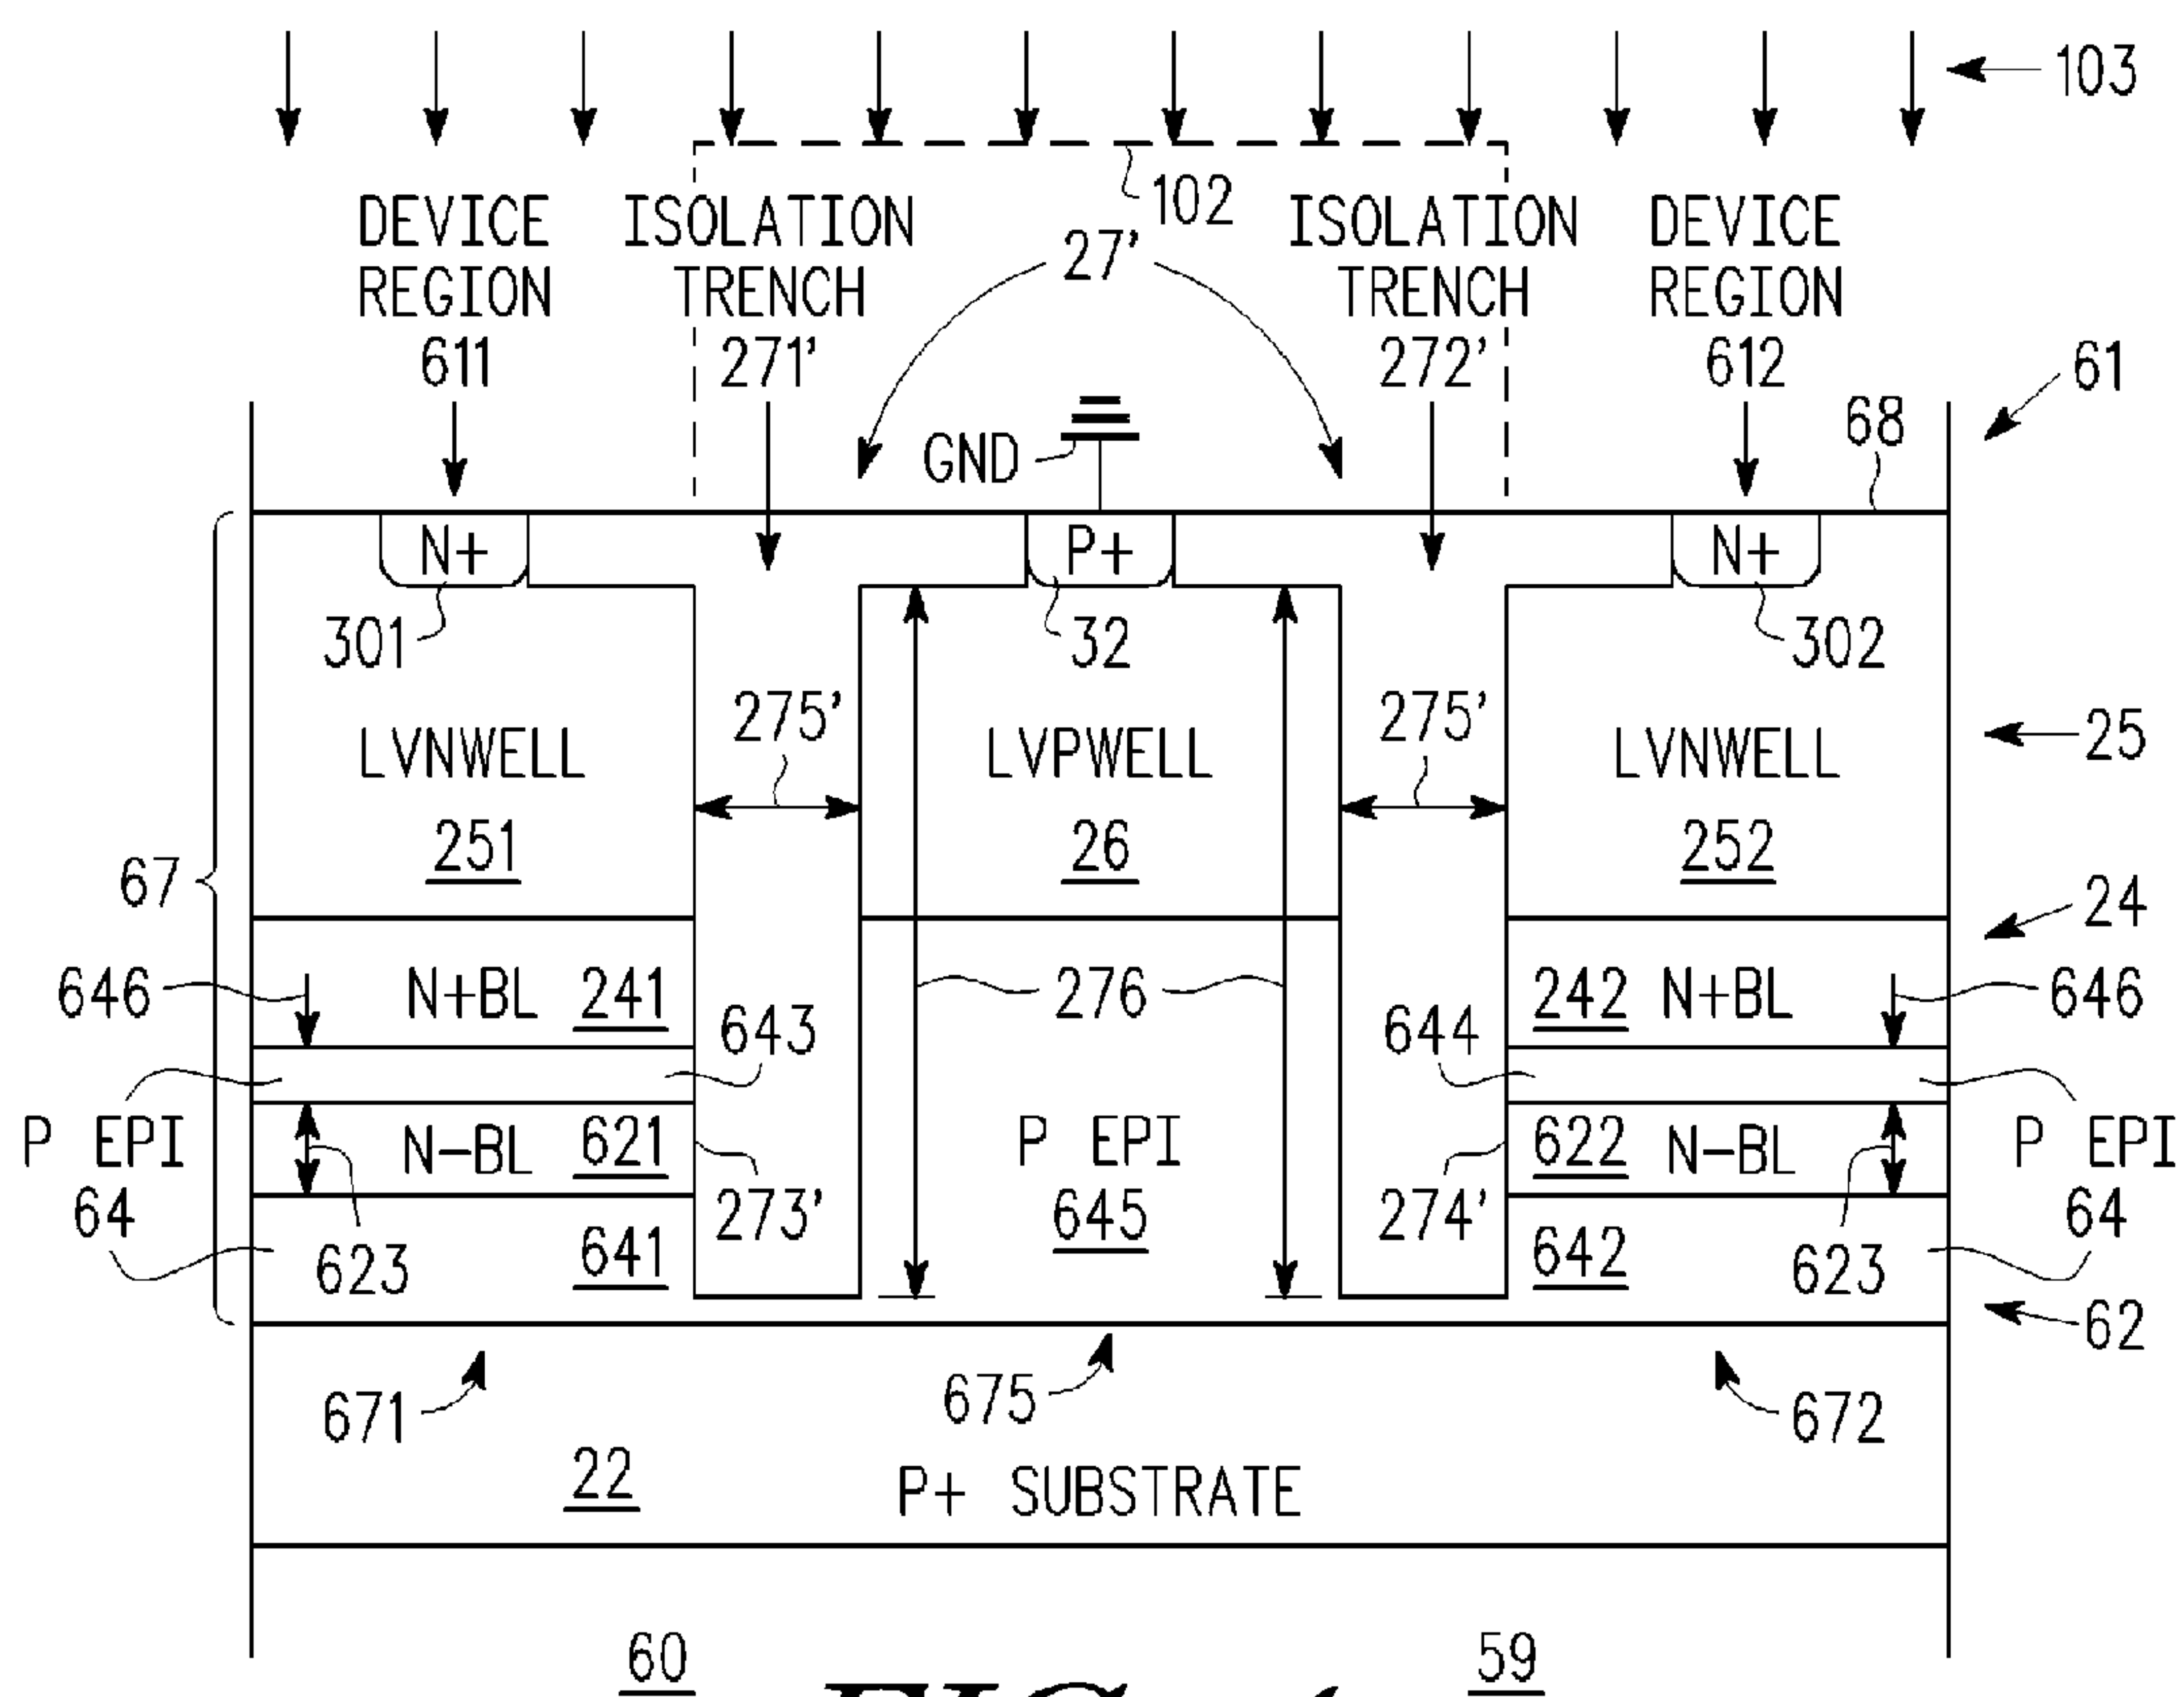 103
102
DEVICE REGION 611
ISOLATION TRENCH 271'
27'
ISOLATION TRENCH 272'
DEVICE REGION 612
61
68
GND
N+
P+
N+
301
32
302
275'
275'
LVNWELL
LVPWELL
LVNWELL
25
251
26
252
67
24
646
N+BL 241
276
242 N+BL
646
643
644
P EPI 64
N-BL 621
P EPI 645
622 N-BL
P EPI 64
273'
274'
623
641
642
623
62
671
675
672
22
P+ SUBSTRATE
60
59